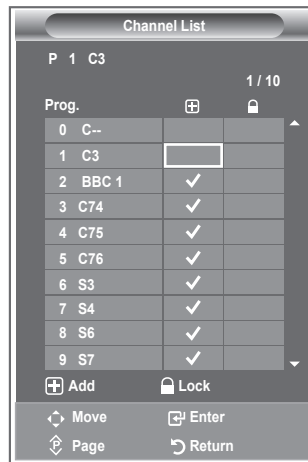 Channel List
P 1 C3
1 / 10
Prog.
0 C--
1 C3
2 BBC 1
3 C74
4 C75
5 C76
6 S3
7 S4
8 S6
9 S7
Add Lock
Move Enter
P Page Return